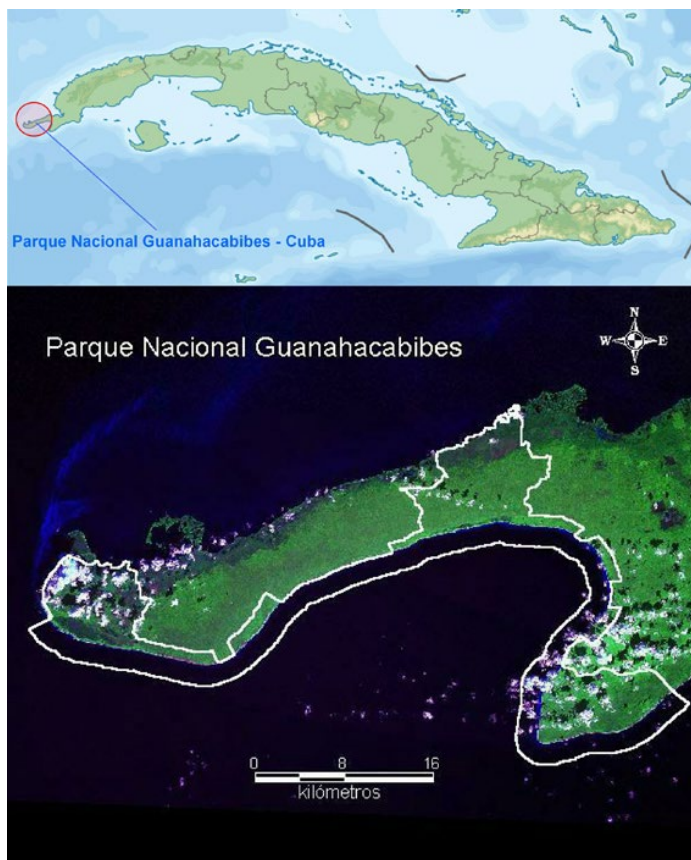 Parque Nacional Guanahacabibes - Cuba
Parque Nacional Guanahacabibes
N
W E
S
0 8 16
kilómetros